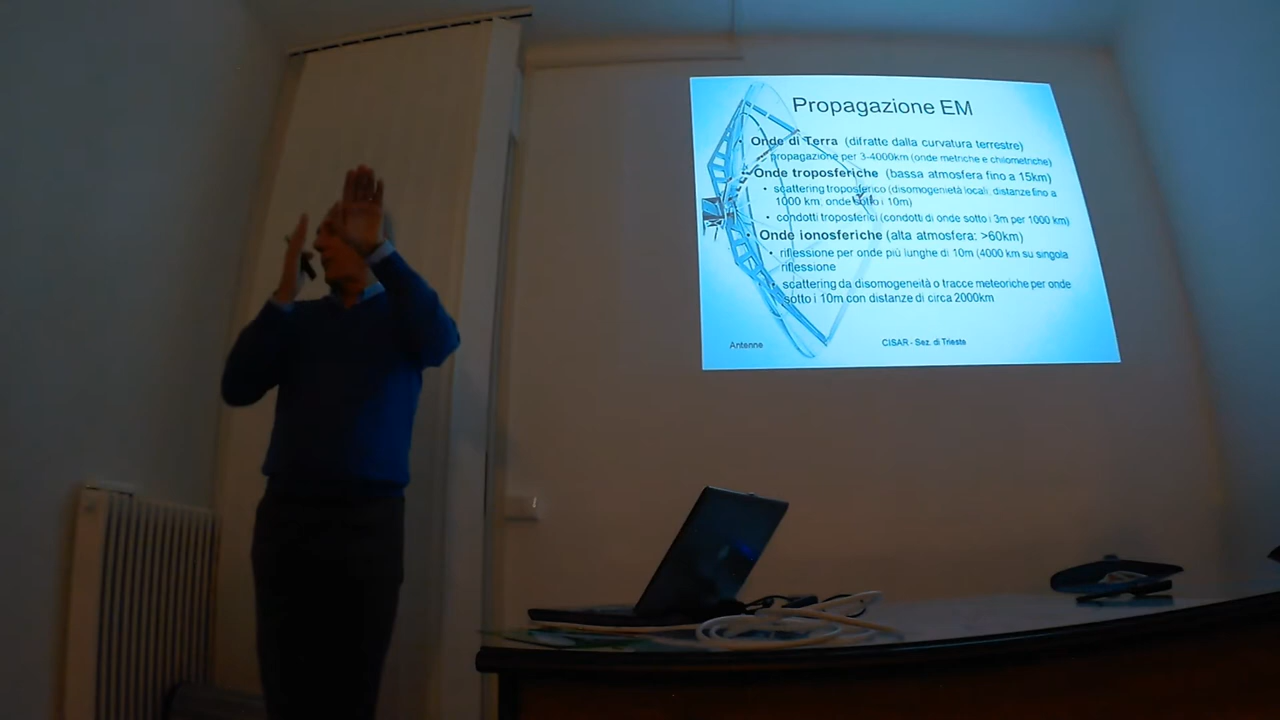 Propagazione EM
• Onde di Terra (difratte dalla curvatura terrestre)
• propagazione per 3-4000km (onde metriche e chilometriche)
• Onde troposferiche (bassa atmosfera fino a 15km)
• scattering troposferico (disomogenietà locali, distanze fino a
1000 km, onde sotto i 10m)
• condotti troposferici (condotti di onde sotto i 3m per 1000 km)
• Onde ionosferiche (alta atmosfera: >60km)
• riflessione per onde più lunghe di 10m (4000 km su singola
riflessione
• scattering da disomogeneità o tracce meteoriche per onde
sotto i 10m con distanze di circa 2000km
Antenne
CISAR - Sez. di Trieste